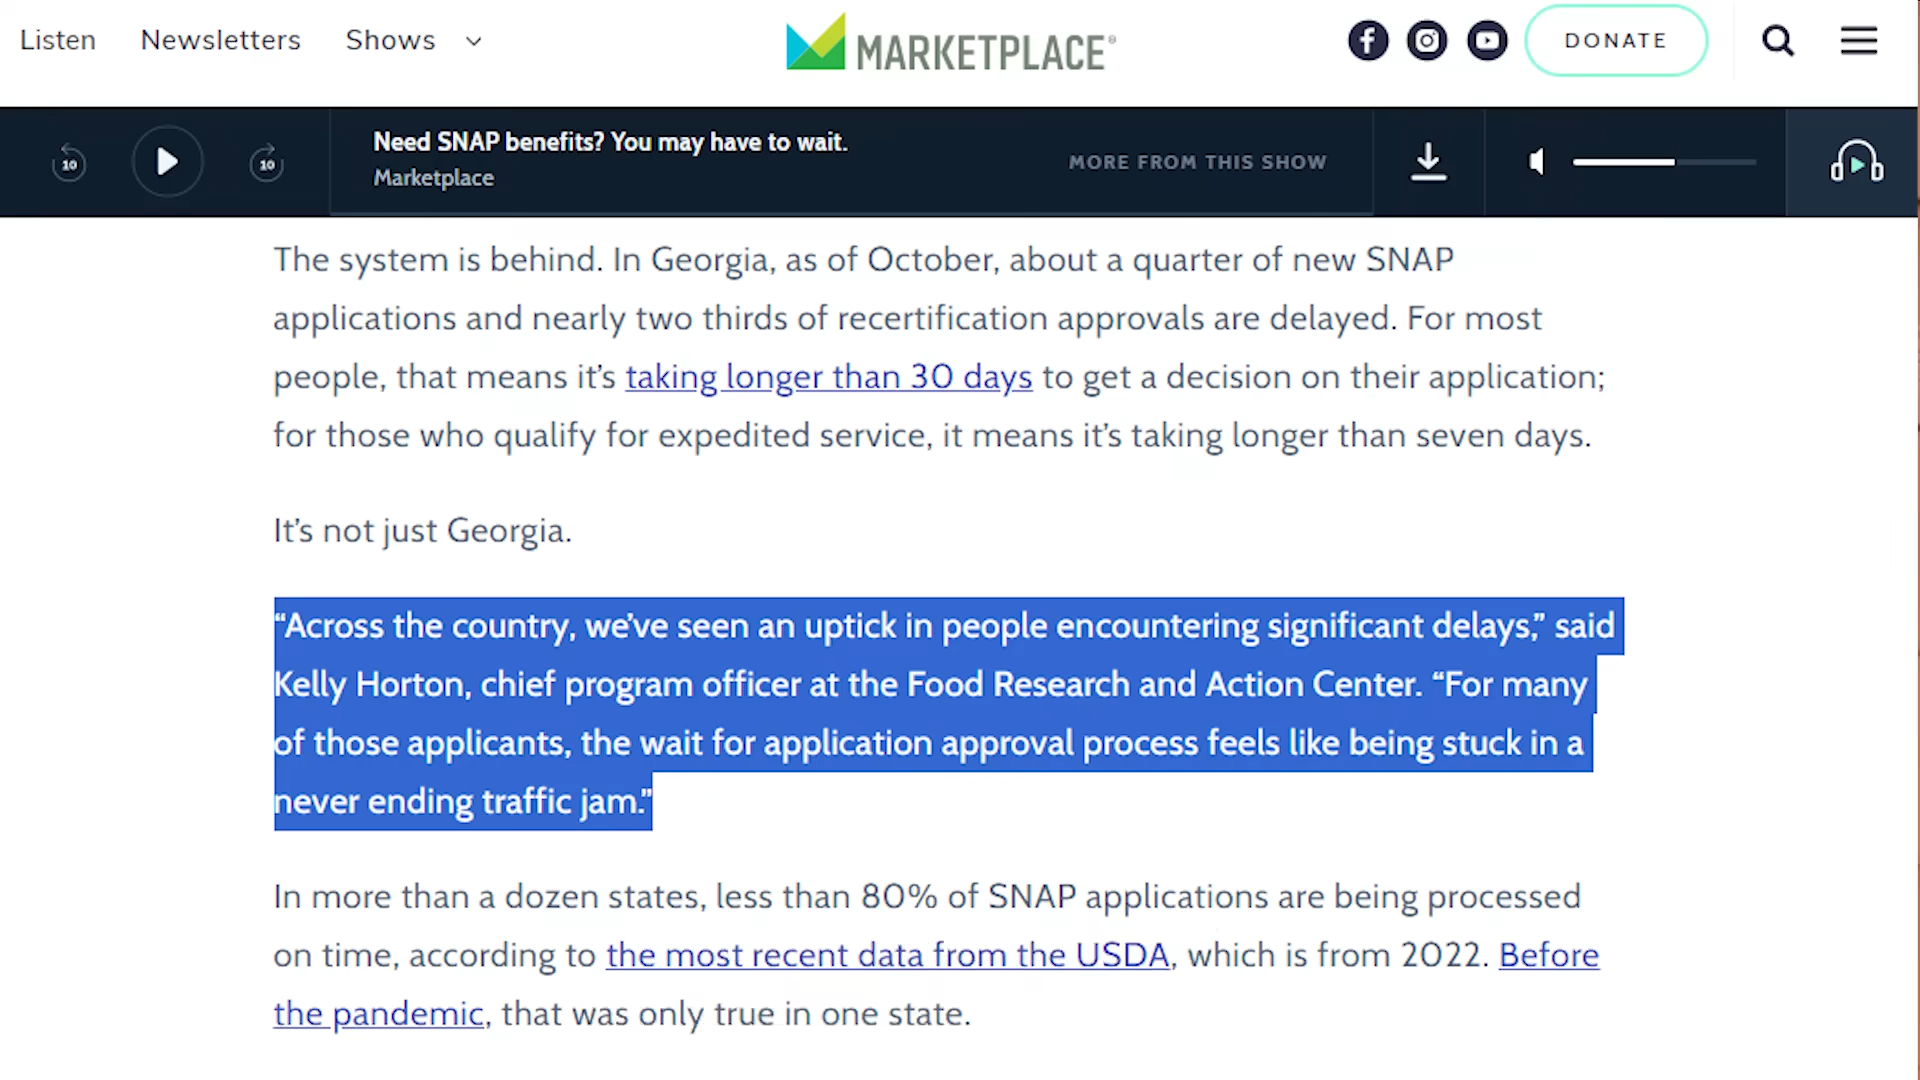 Listen Newsletters Shows MARKETPLACE® DONATE
10 10 Need SNAP benefits? You may have to wait.
Marketplace
MORE FROM THIS SHOW
The system is behind. In Georgia, as of October, about a quarter of new SNAP
applications and nearly two thirds of recertification approvals are delayed. For most
people, that means it’s taking longer than 30 days to get a decision on their application;
for those who qualify for expedited service, it means it’s taking longer than seven days.
It’s not just Georgia.
“Across the country, we’ve seen an uptick in people encountering significant delays,” said
Kelly Horton, chief program officer at the Food Research and Action Center. “For many
of those applicants, the wait for application approval process feels like being stuck in a
never ending traffic jam.”
In more than a dozen states, less than 80% of SNAP applications are being processed
on time, according to the most recent data from the USDA, which is from 2022. Before
the pandemic, that was only true in one state.